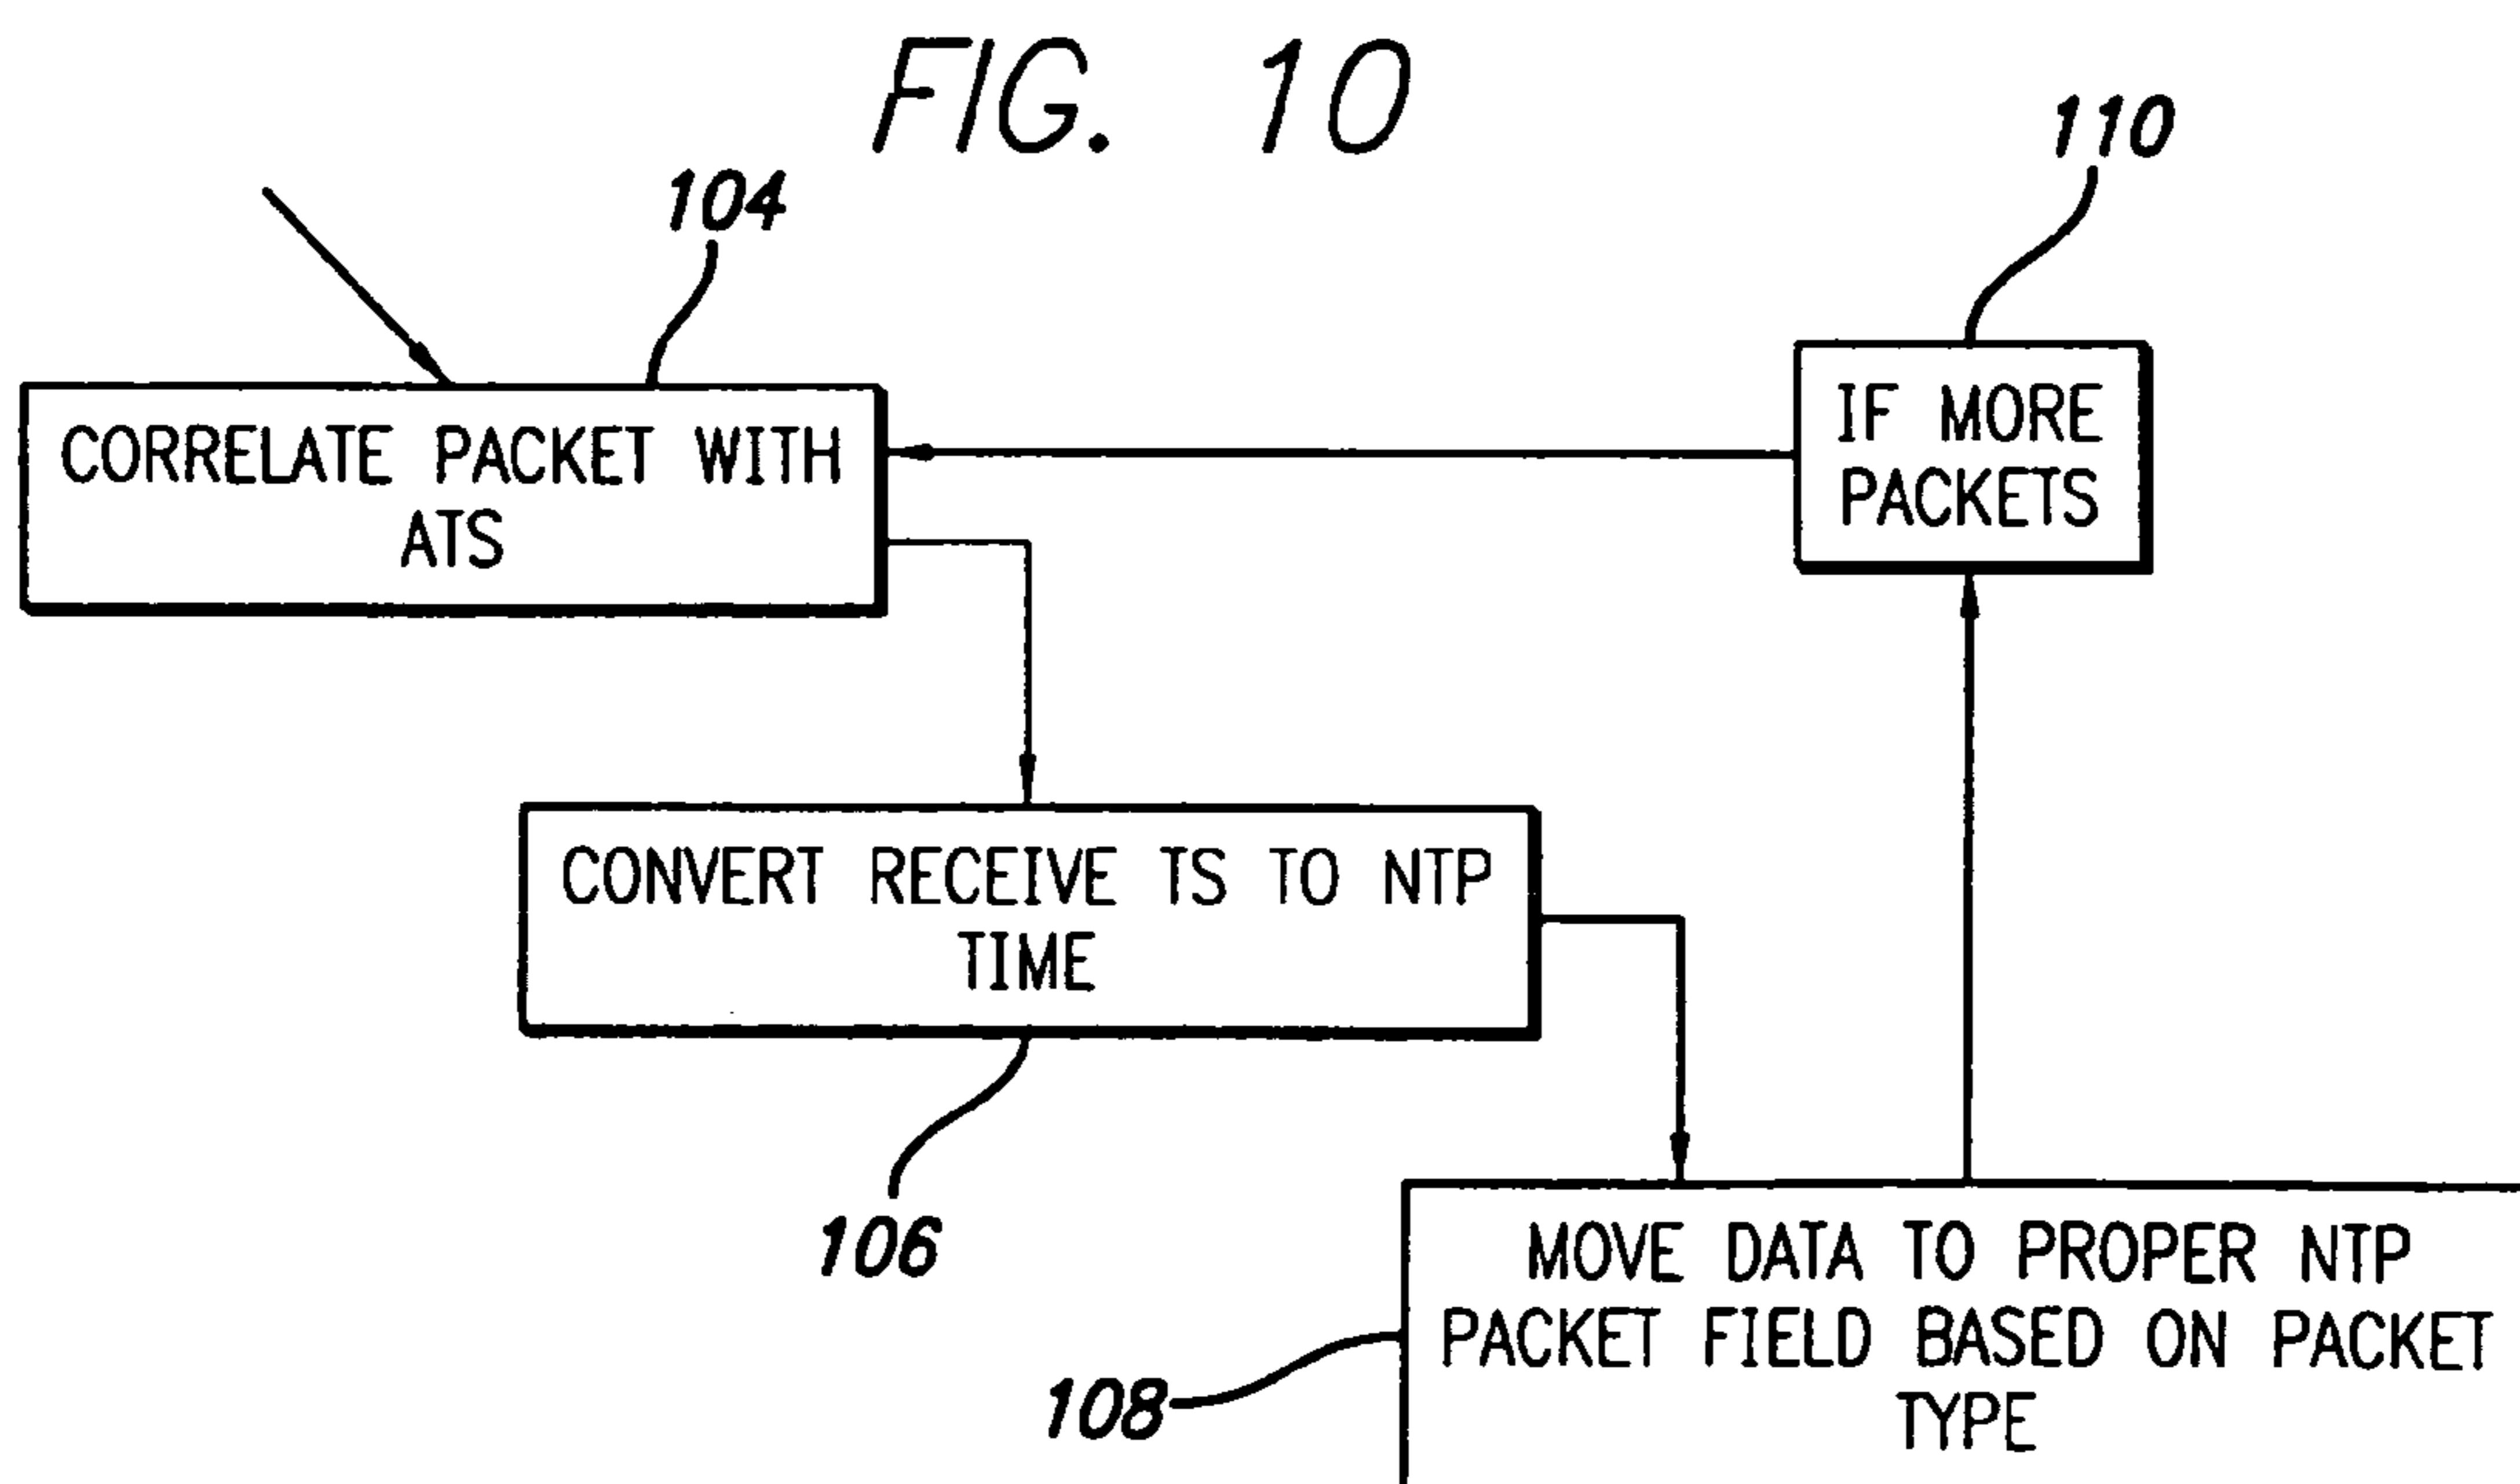 FIG. 10
110
104
IF MORE
PACKETS
CORRELATE PACKET WITH
ATS
CONVERT RECEIVE TS TO NTP
TIME
106
MOVE DATA TO PROPER NTP
PACKET FIELD BASED ON PACKET
TYPE
108